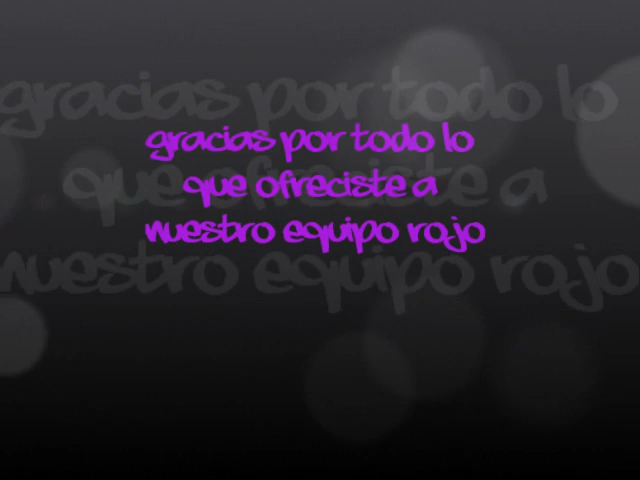 gracias por todo lo
que ofreciste a
nuestro equipo rojo